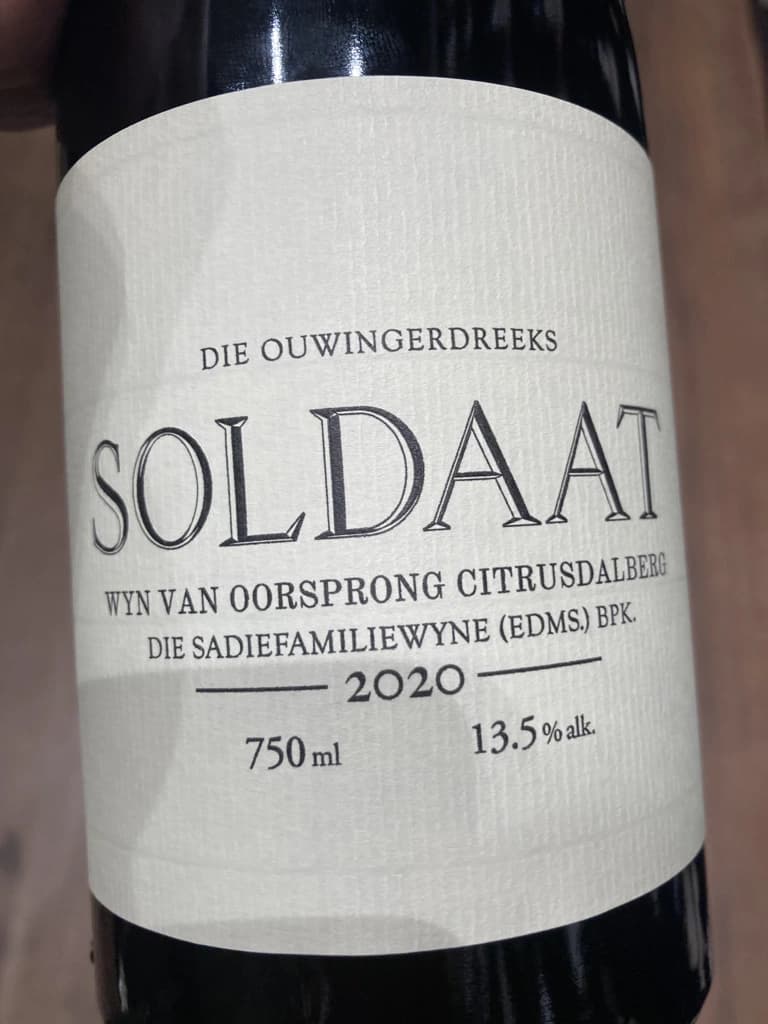 DIE OUWINGERDREEKS
SOLDAAT
WYN VAN OORSPRONG CITRUSDALBERG
DIE SADIEFAMILIEWYNE (EDMS.) BPK.
2020
750 ml 13.5 % alk.